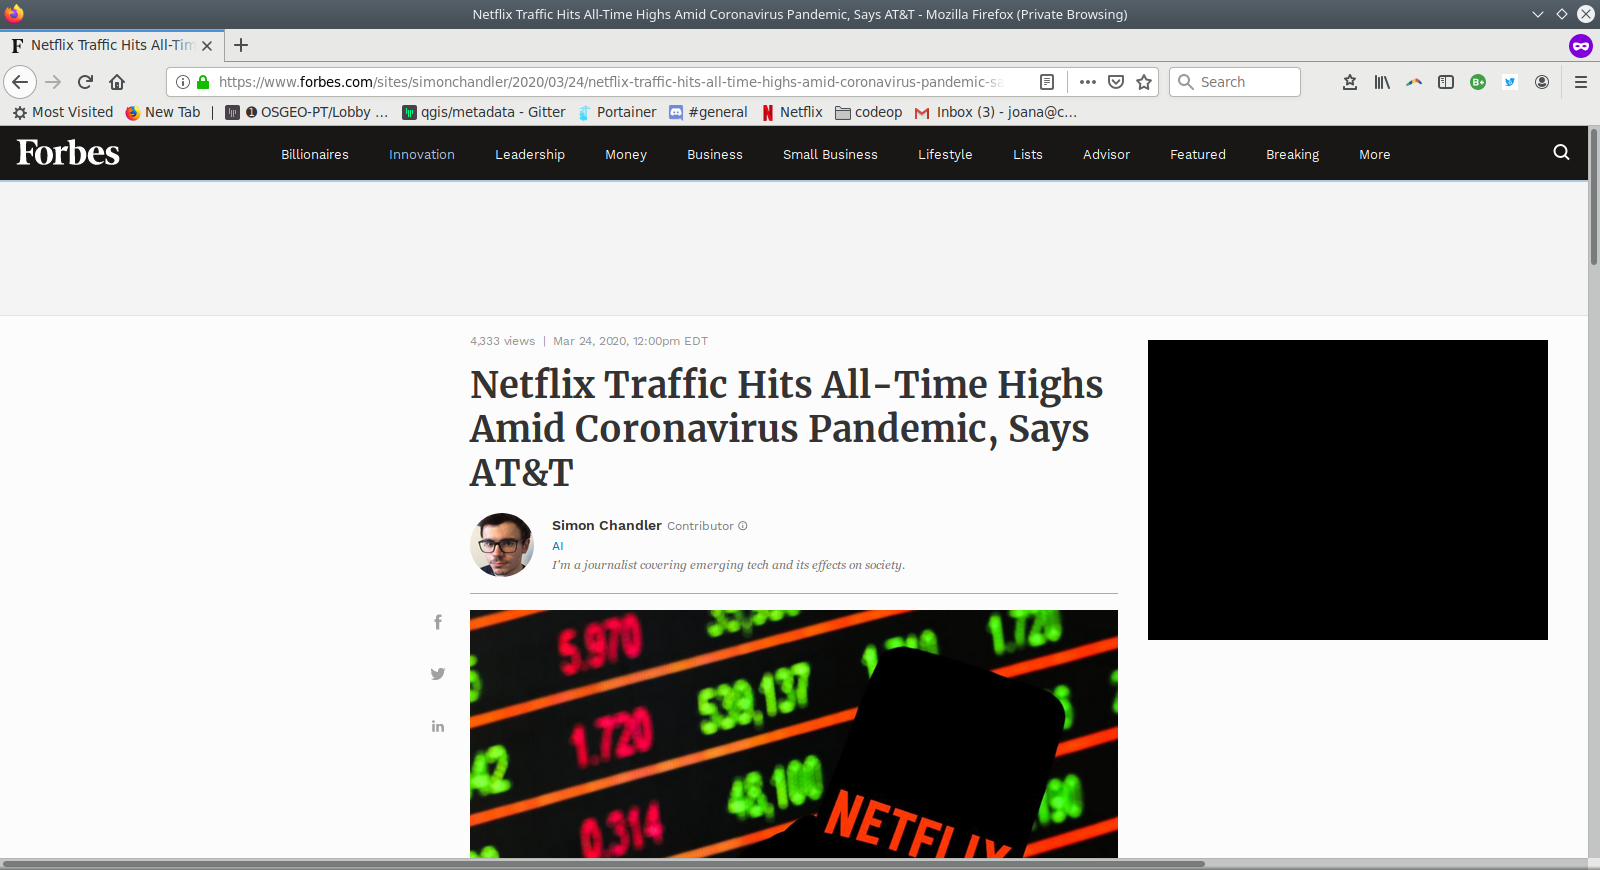 Netflix Traffic Hits All-Time Highs Amid Coronavirus Pandemic, Says AT&T - Mozilla Firefox (Private Browsing)
F Netflix Traffic Hits All-Tim
https://www.forbes.com/sites/simonchandler/2020/03/24/netflix-traffic-hits-all-time-highs-amid-coronavirus-pandemic-sa
Search
B+
Most Visited New Tab | OSGEO-PT/Lobby ... qgis/metadata - Gitter Portainer #general Netflix codeop Inbox (3) - joana@c...
Forbes Billionaires Innovation Leadership Money Business Small Business Lifestyle Lists Advisor Featured Breaking More
4,333 views | Mar 24, 2020, 12:00pm EDT
Netflix Traffic Hits All-Time Highs
Amid Coronavirus Pandemic, Says
AT&T
Simon Chandler Contributor
AI
I'm a journalist covering emerging tech and its effects on society.
5.970
1.720
1.720
539,137
48,100
0.314
NETFLIX